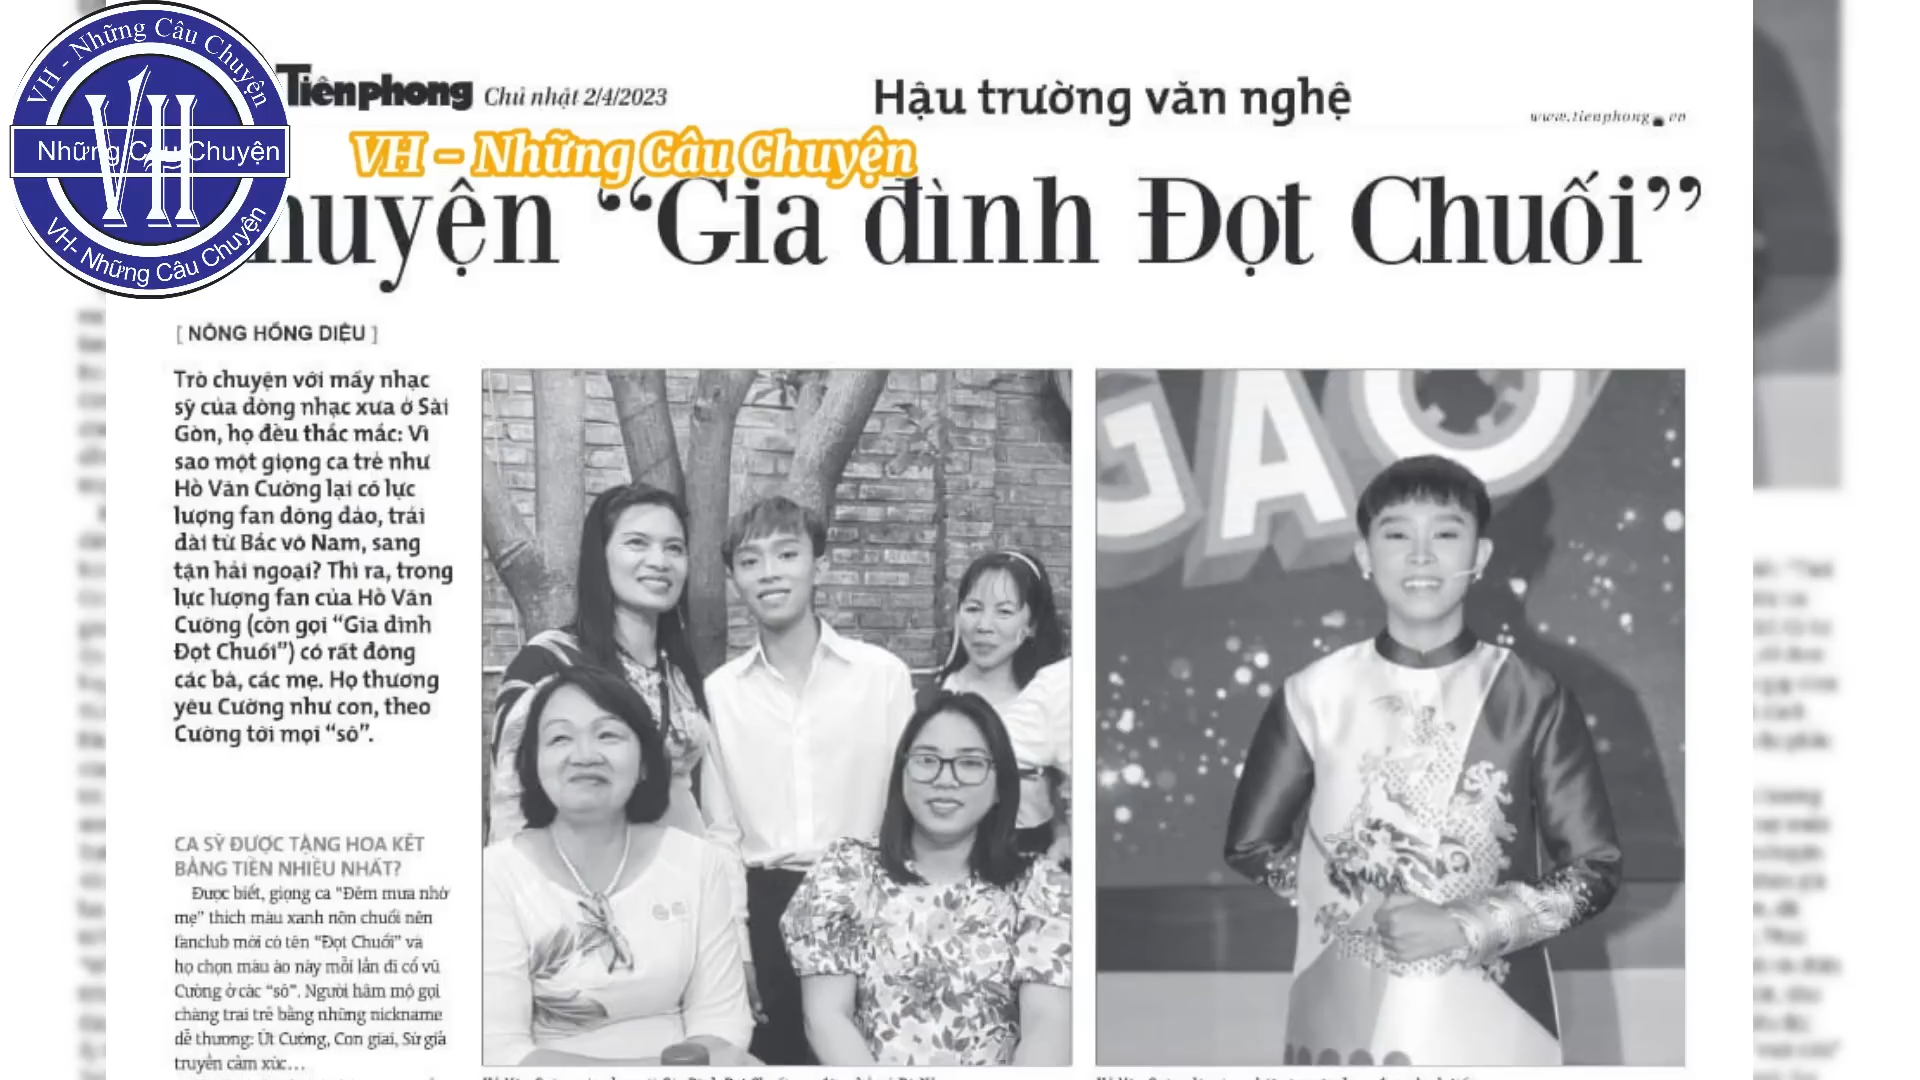 VH - Những Câu Chuyện
VH
Những Câu Chuyện
VH- Những Câu Chuyện
Tiềnphong Chủ nhật 2/4/2023
Hậu trường văn nghệ
www.tienphong.vn
VH – Những Câu Chuyện
huyện “Gia đình Đọt Chuối”
[ NÔNG HỒNG DIỆU ]
Trò chuyện với mấy nhạc
sỹ của dòng nhạc xưa ở Sài
Gòn, họ đều thắc mắc: Vì
sao một giọng ca trẻ như
Hồ Văn Cường lại có lực
lượng fan đông đảo, trải
dài từ Bắc vô Nam, sang
tận hải ngoại? Thì ra, trong
lực lượng fan của Hồ Văn
Cường (còn gọi “Gia đình
Đọt Chuối”) có rất đông
các bà, các mẹ. Họ thương
yêu Cường như con, theo
Cường tới mọi “sô”.
CA SỸ ĐƯỢC TẶNG HOA KẾT
BẰNG TIỀN NHIỀU NHẤT?
Được biết, giọng ca “Đêm mưa nhớ
mẹ” thích màu xanh nõn chuối nên
fanclub mới có tên “Đọt Chuối” và
họ chọn màu áo này mỗi lần đi cổ vũ
Cường ở các “sô”. Người hâm mộ gọi
chàng trai trẻ bằng những nickname
dễ thương: Út Cường, Con giai, Sứ giả
truyền cảm xúc…
GAO